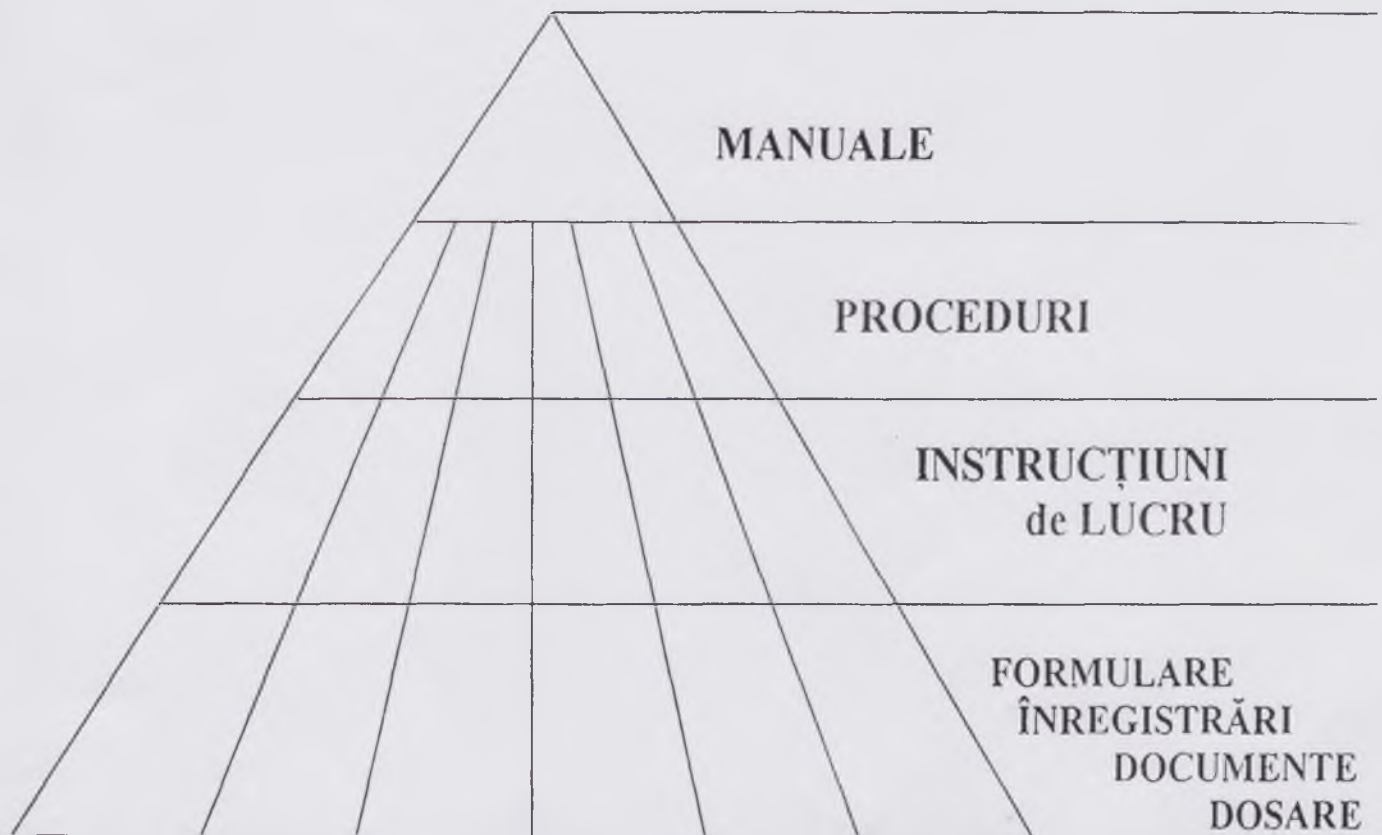 MANUALE
PROCEDURI
INSTRUCȚIUNI
de LUCRU
FORMULARE
ÎNREGISTRĂRI
DOCUMENTE
DOSARE